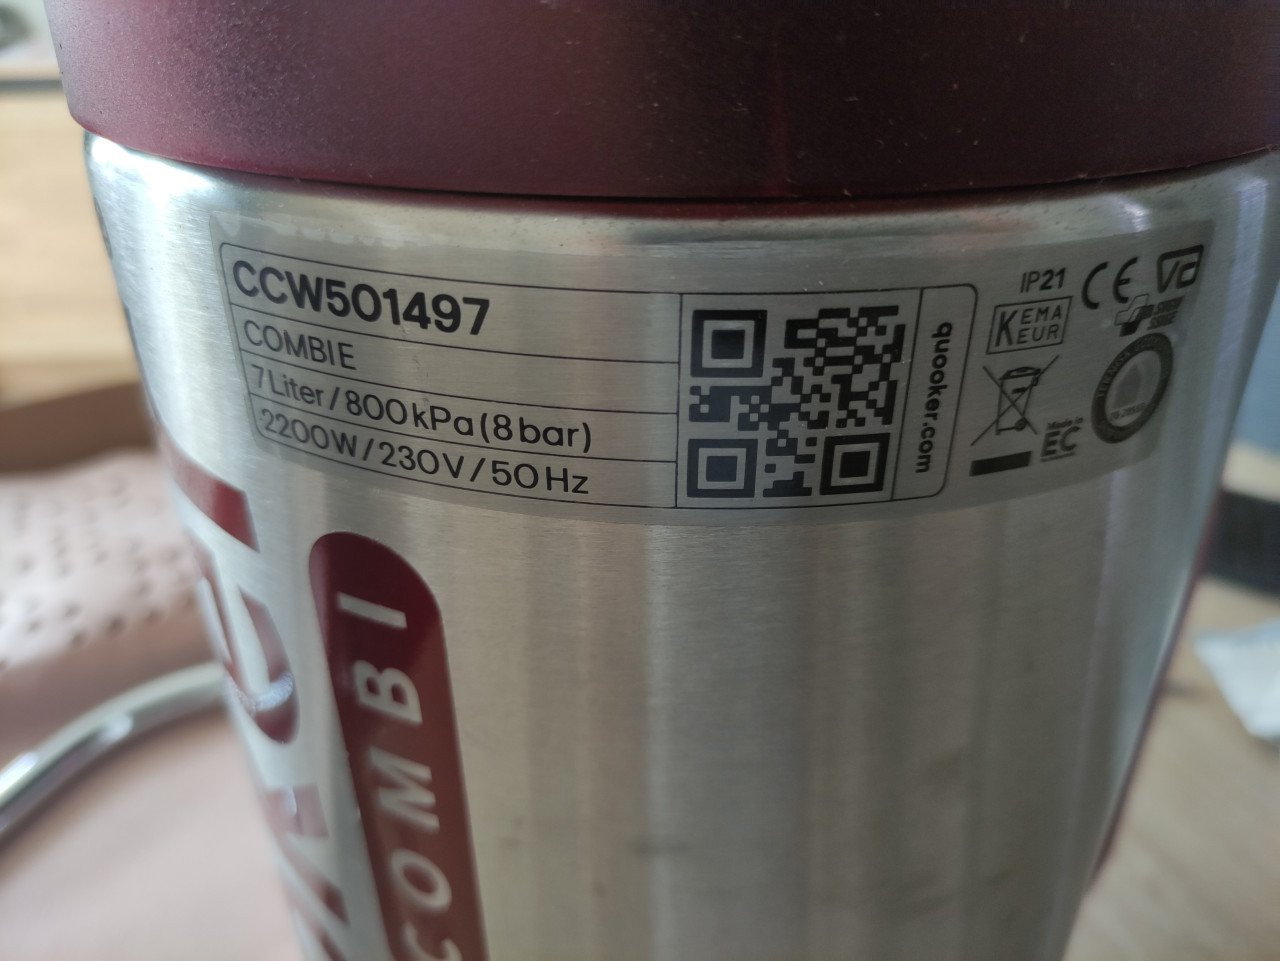 CCW501497
COMBIE
7 Liter / 800 kPa (8 bar)
2200W / 230V / 50 Hz
quooker.com
IP21
CE
KEMA
EUR
Made in
EC
COMBI